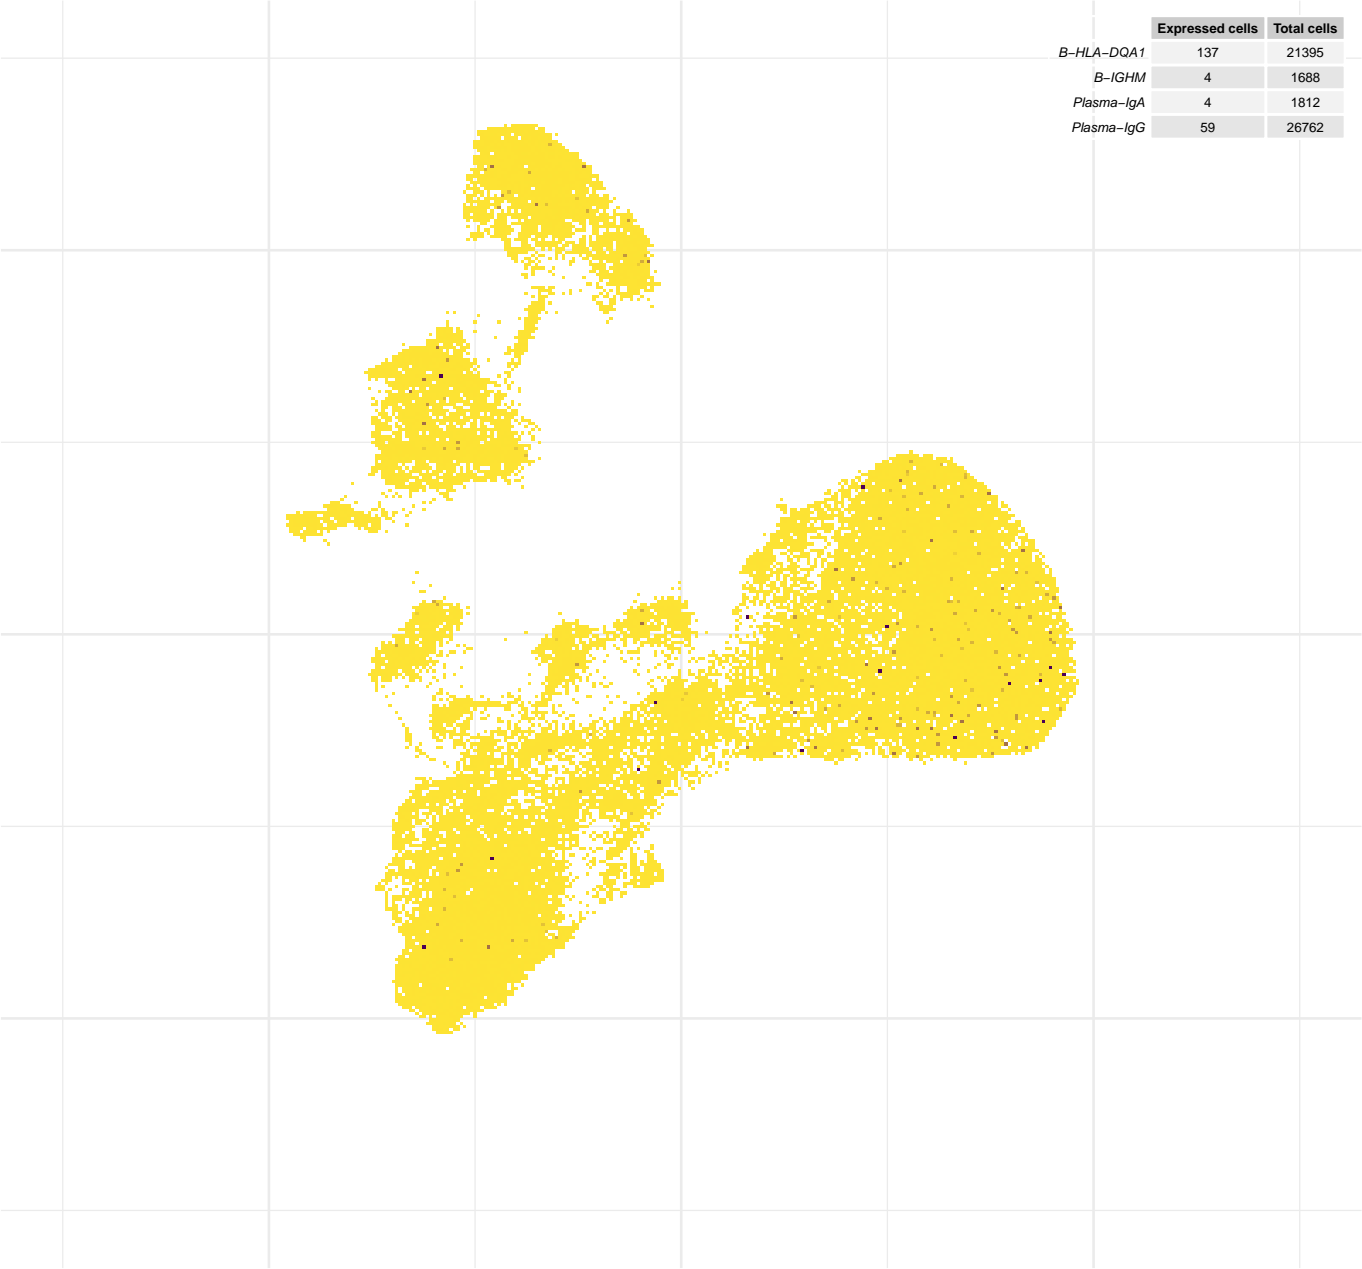 Expressed cells Total cells
B−HLA−DQA1 137 21395
B−IGHM 4 1688
Plasma−IgA 4 1812
Plasma−IgG 59 26762